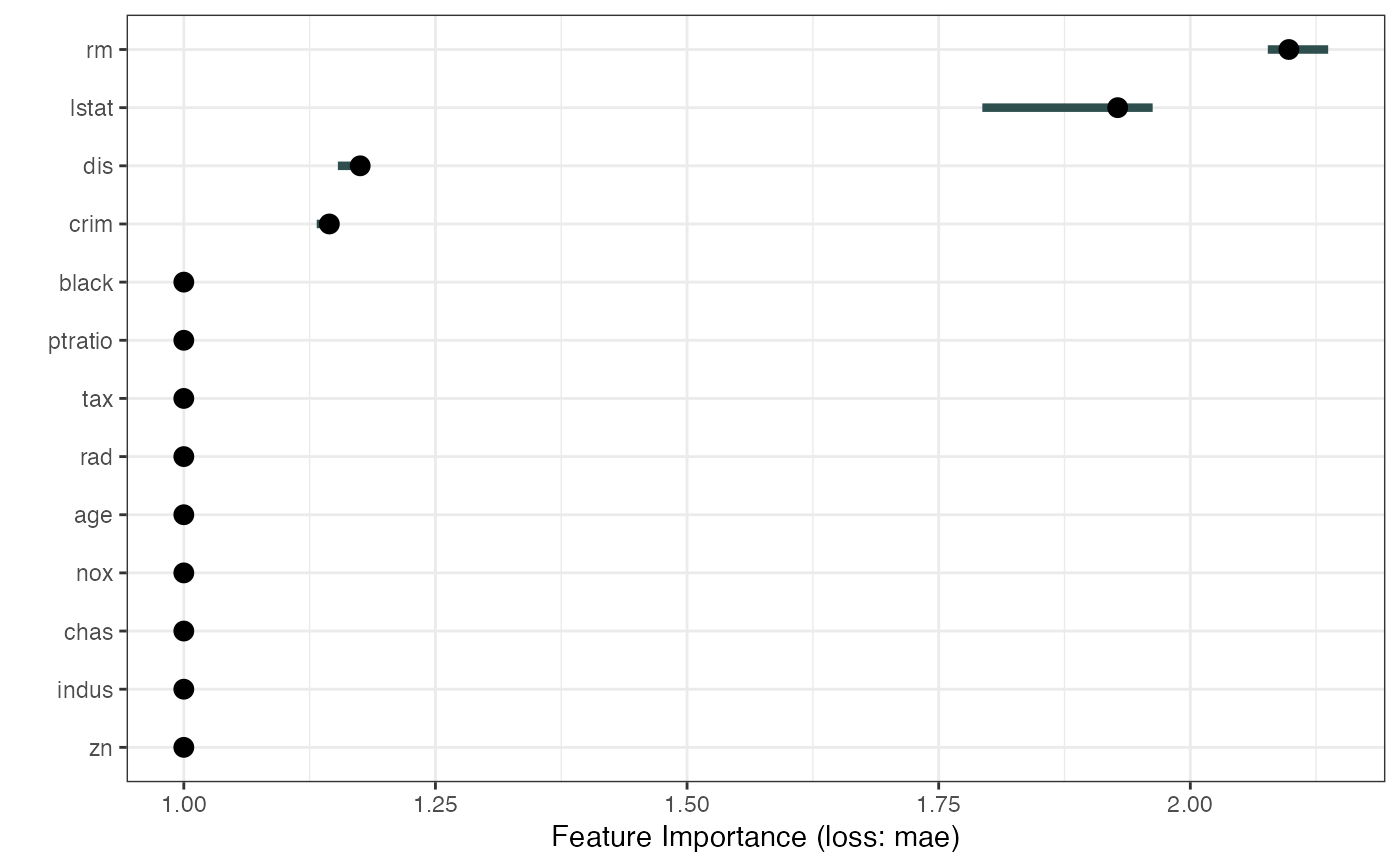 rm
lstat
dis
crim
black
ptratio
tax
rad
age
nox
chas
indus
zn
1.00 1.25 1.50 1.75 2.00
Feature Importance (loss: mae)